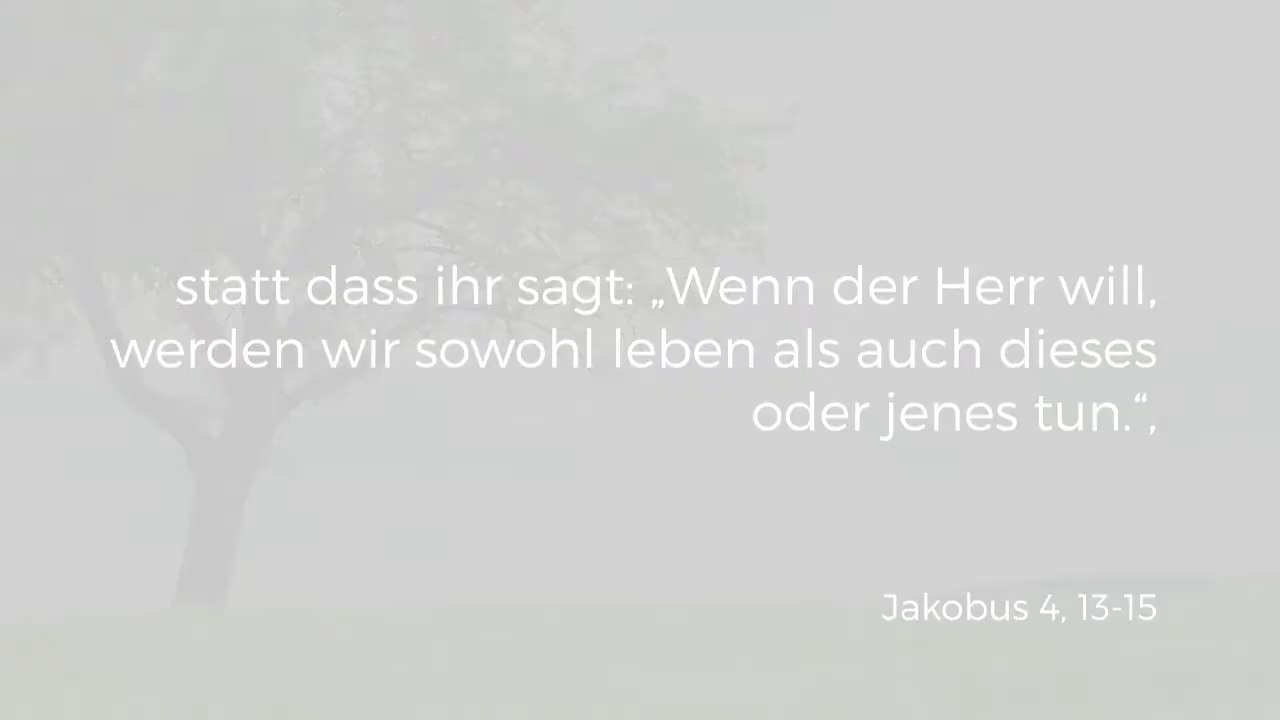 statt dass ihr sagt: „Wenn der Herr will,
werden wir sowohl leben als auch dieses
oder jenes tun.“,
Jakobus 4, 13-15